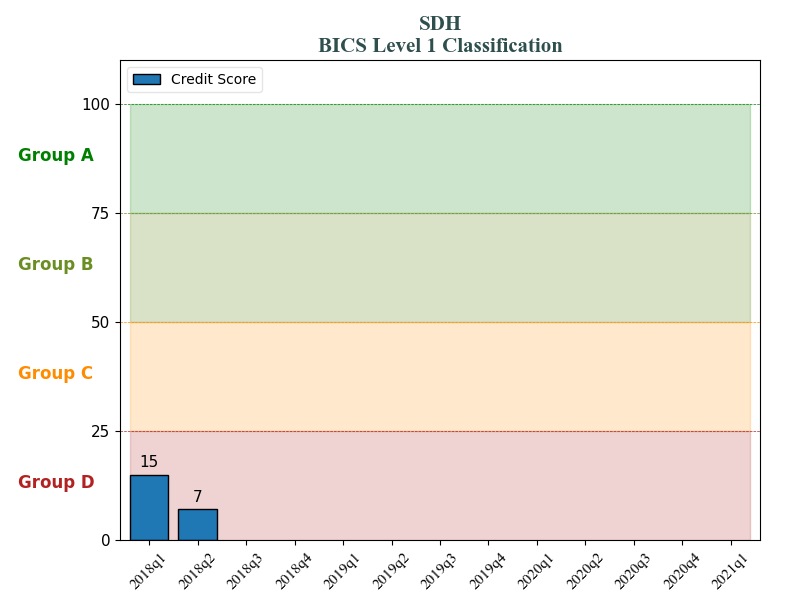 SDH
BICS Level 1 Classification
Credit Score
100
Group A
75
Group B
50
Group C
25
15
Group D
7
0
2018q1 2018q2 2018q3 2018q4 2019q1 2019q2 2019q3 2019q4 2020q1 2020q2 2020q3 2020q4 2021q1